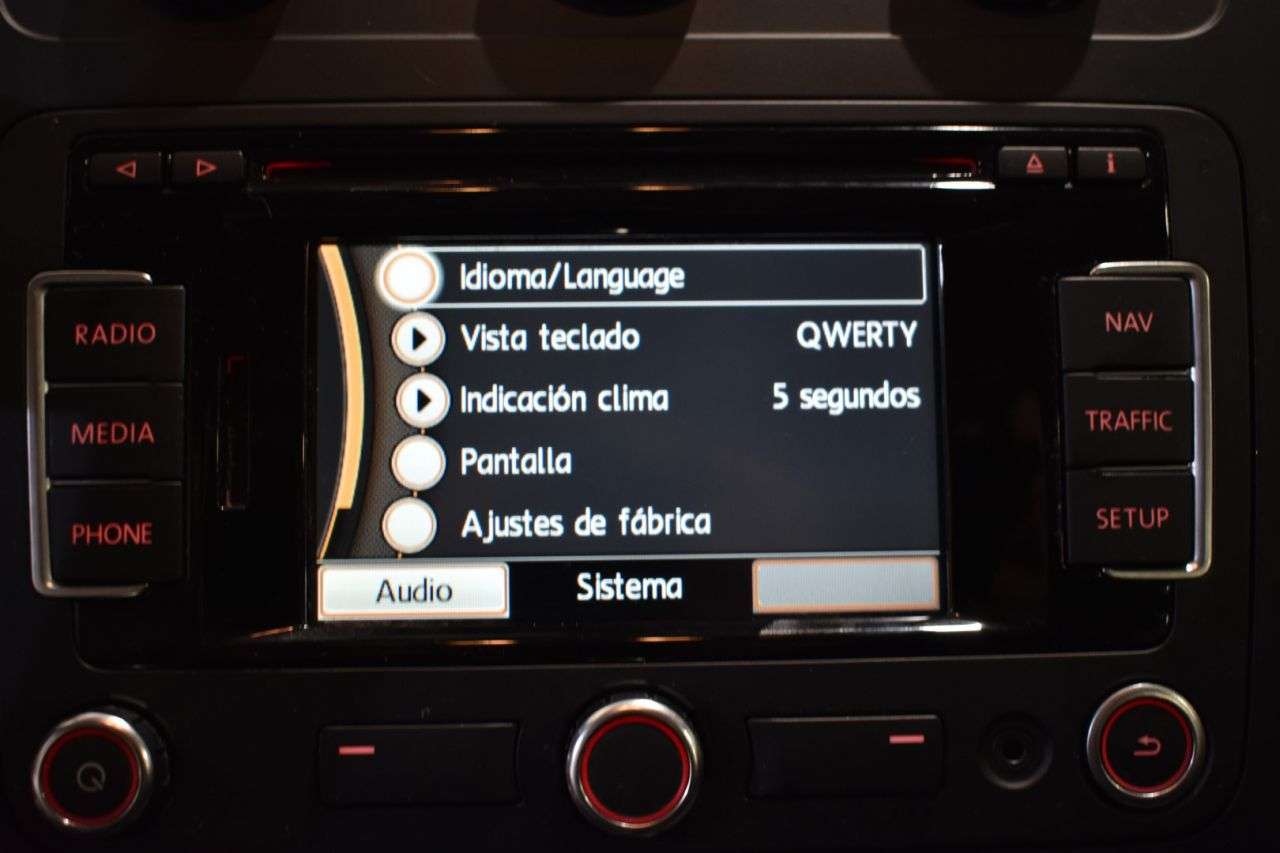 Idioma/Language
Vista teclado QWERTY
Indicación clima 5 segundos
Pantalla
Ajustes de fábrica
Audio Sistema
RADIO
MEDIA
PHONE
NAV
TRAFFIC
SETUP
i